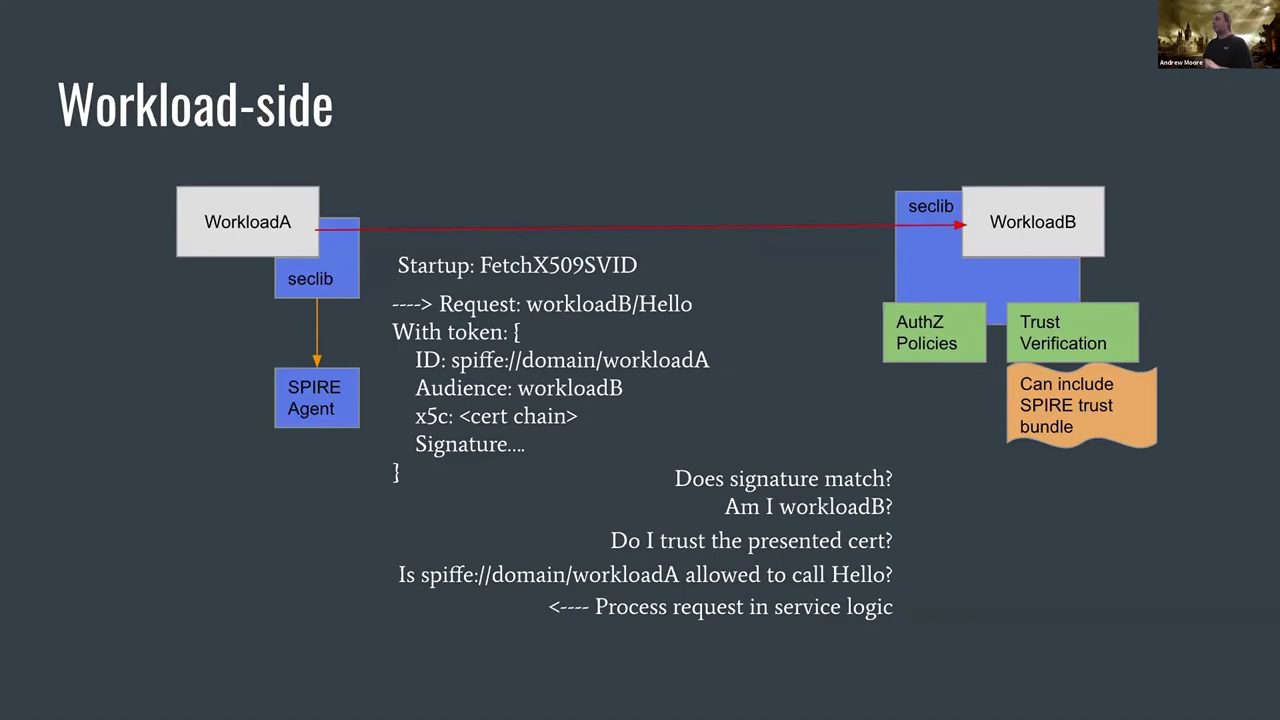 Andrew Moore
Workload-side
WorkloadA
seclib
SPIRE
Agent
Startup: FetchX509SVID
----> Request: workloadB/Hello
With token: {
ID: spiffe://domain/workloadA
Audience: workloadB
x5c: <cert chain>
Signature....
}
seclib
WorkloadB
AuthZ
Policies
Trust
Verification
Can include
SPIRE trust
bundle
Does signature match?
Am I workloadB?
Do I trust the presented cert?
Is spiffe://domain/workloadA allowed to call Hello?
<---- Process request in service logic